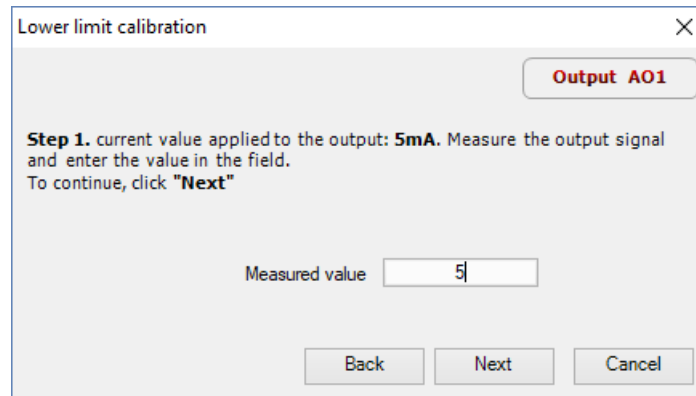 Lower limit calibration
Output AO1
Step 1. current value applied to the output: 5mA. Measure the output signal
and enter the value in the field.
To continue, click "Next"
Measured value 5
Back Next Cancel